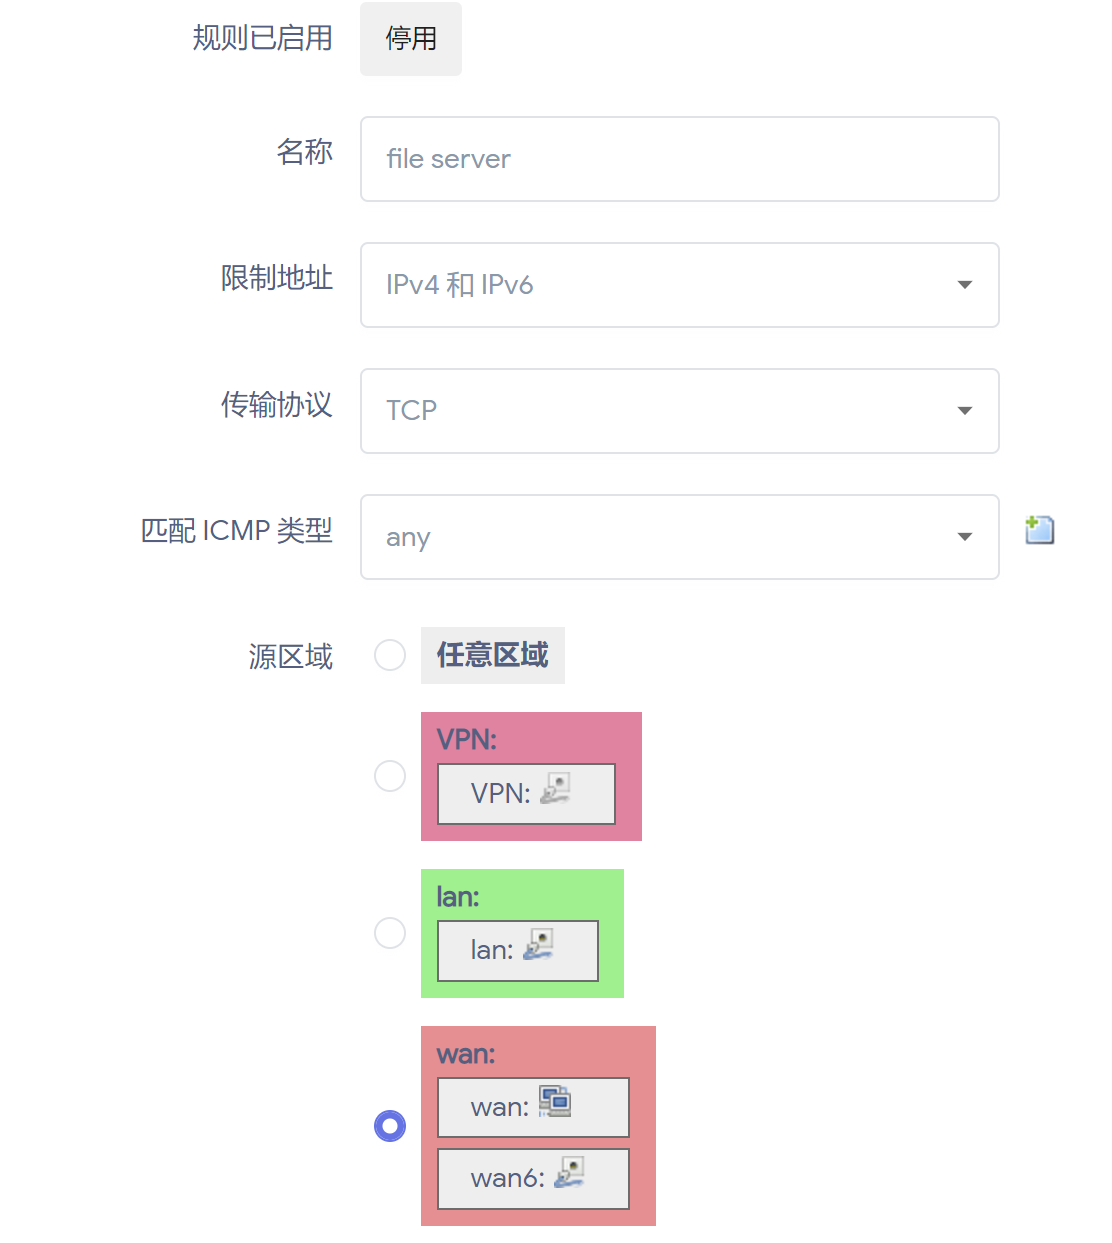 规则已启用 停用
名称 file server
限制地址 IPv4 和 IPv6
传输协议 TCP
匹配 ICMP 类型 any
源区域 任意区域
VPN:
VPN:
lan:
lan:
wan:
wan:
wan6: